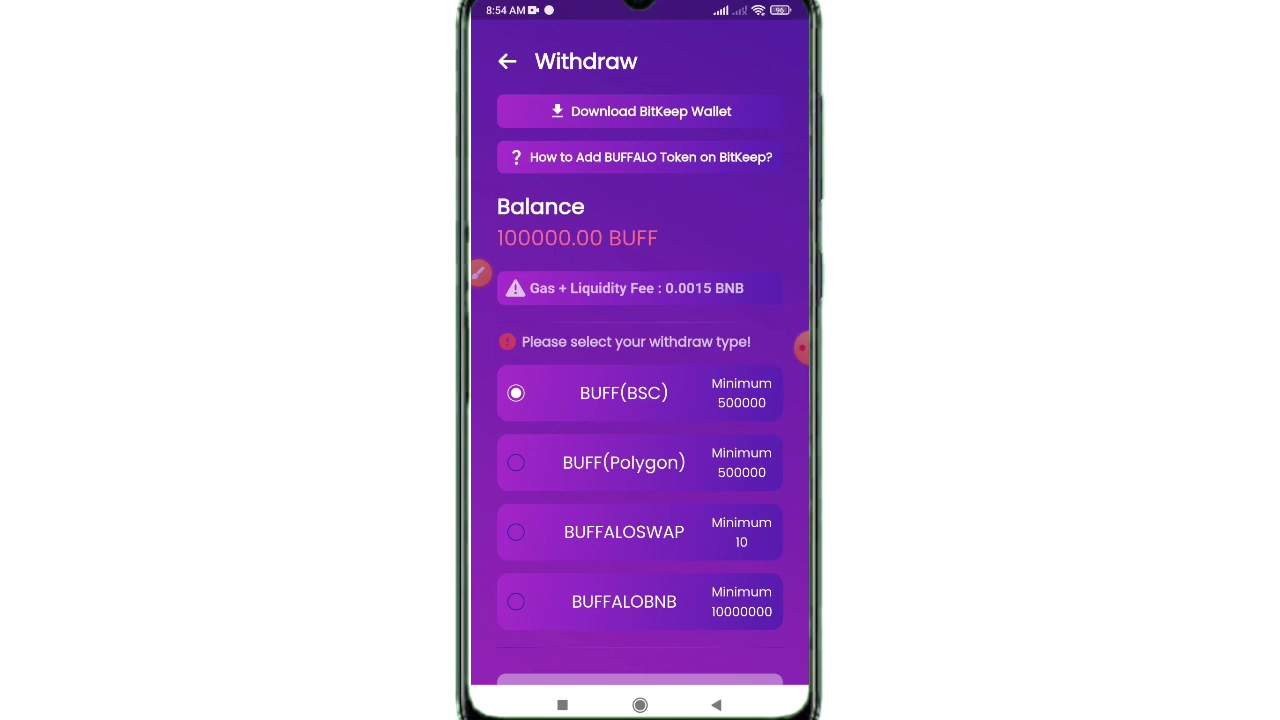 8:54 AM
96
Withdraw
Download BitKeep Wallet
? How to Add BUFFALO Token on BitKeep?
Balance
100000.00 BUFF
Gas + Liquidity Fee : 0.0015 BNB
Please select your withdraw type!
BUFF(BSC)
Minimum
500000
BUFF(Polygon)
Minimum
500000
BUFFALOSWAP
Minimum
10
BUFFALOBNB
Minimum
10000000